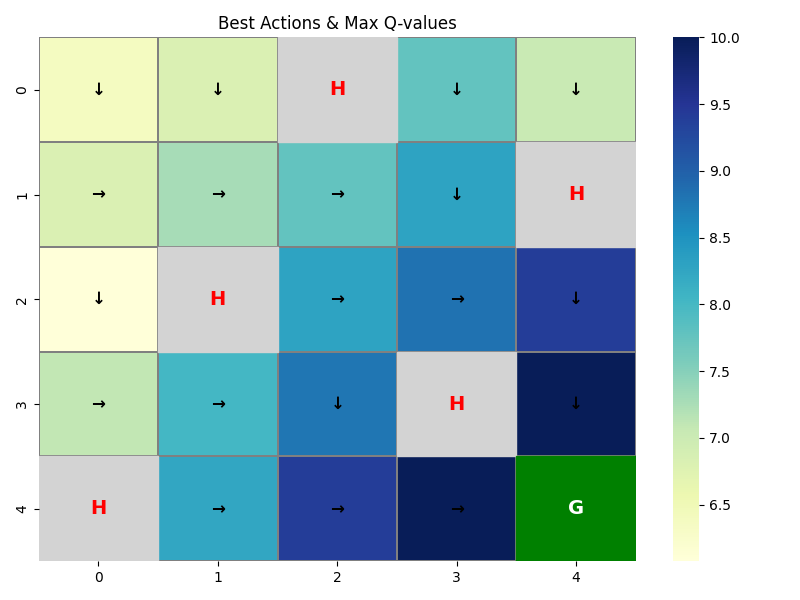 Best Actions & Max Q-values
0 ↓ ↓ H ↓ ↓
1 → → → ↓ H
2 ↓ H → → ↓
3 → → ↓ H ↓
4 H → → → G
0 1 2 3 4
10.0
9.5
9.0
8.5
8.0
7.5
7.0
6.5